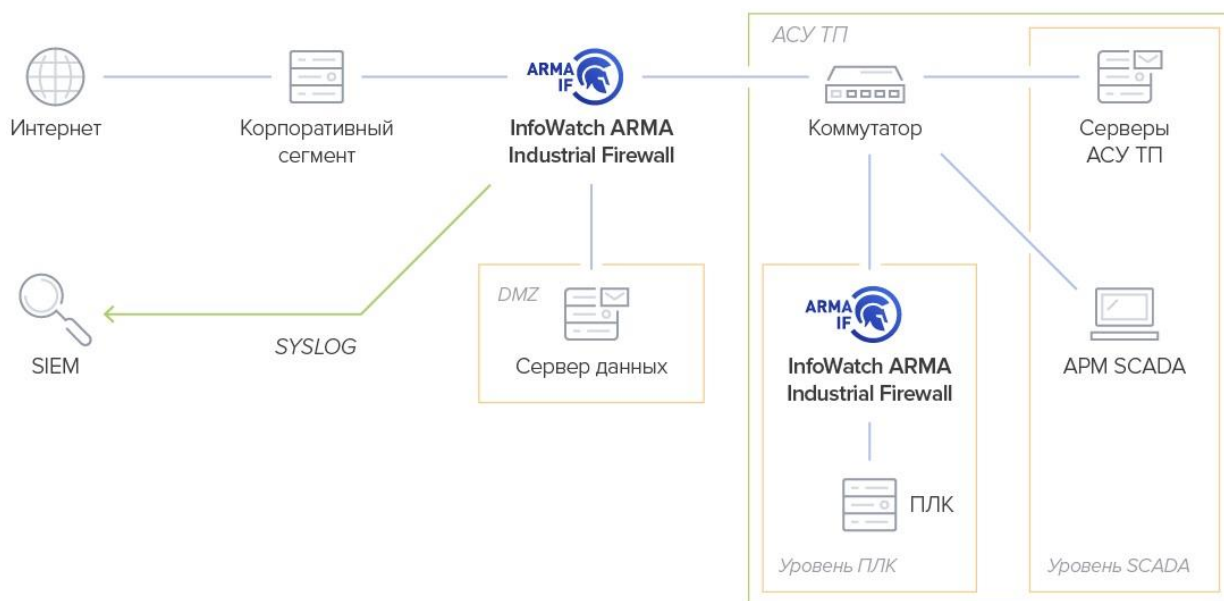 АСУ ТП
ARMA
IF
Интернет
Корпоративный
сегмент
InfoWatch ARMA
Industrial Firewall
Коммутатор
Серверы
АСУ ТП
SIEM
SYSLOG
DMZ
Сервер данных
ARMA
IF
InfoWatch ARMA
Industrial Firewall
АРМ SCADA
ПЛК
Уровень ПЛК
Уровень SCADA